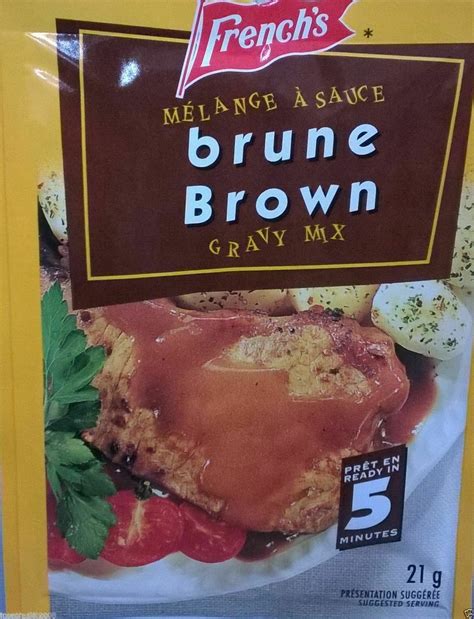 French's
*
MÉLANGE À SAUCE
brune
Brown
GRAVY MIX
PRÊT EN
READY IN
5
MINUTES
21 g
PRÉSENTATION SUGGÉRÉE
SUGGESTED SERVING